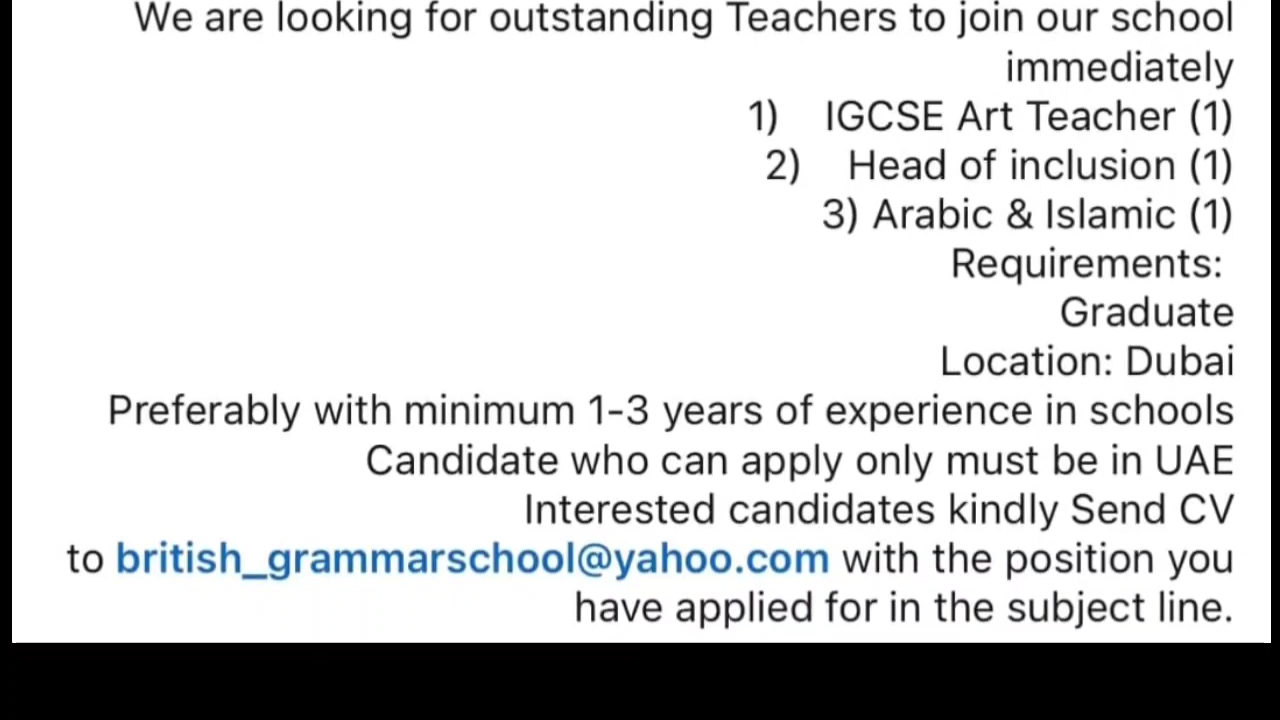 We are looking for outstanding Teachers to join our school
immediately
1) IGCSE Art Teacher (1)
2) Head of inclusion (1)
3) Arabic & Islamic (1)
Requirements:
Graduate
Location: Dubai
Preferably with minimum 1-3 years of experience in schools
Candidate who can apply only must be in UAE
Interested candidates kindly Send CV
to british_grammarschool@yahoo.com with the position you
have applied for in the subject line.